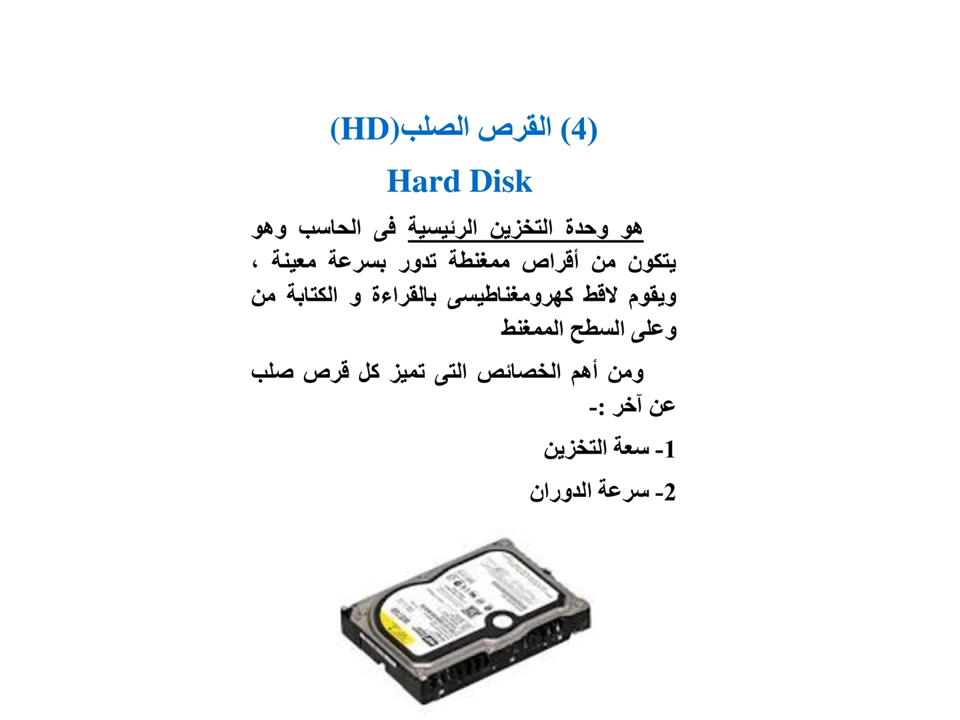 (4) القرص الصلب(HD)
Hard Disk
هو وحدة التخزين الرئيسية فى الحاسب وهو
يتكون من أقراص ممغنطة تدور بسرعة معينة ،
ويقوم لاقط كهرومغناطيسى بالقراءة و الكتابة من
وعلى السطح الممغنط
ومن أهم الخصائص التى تميز كل قرص صلب
عن آخر :-
1- سعة التخزين
2- سرعة الدوران